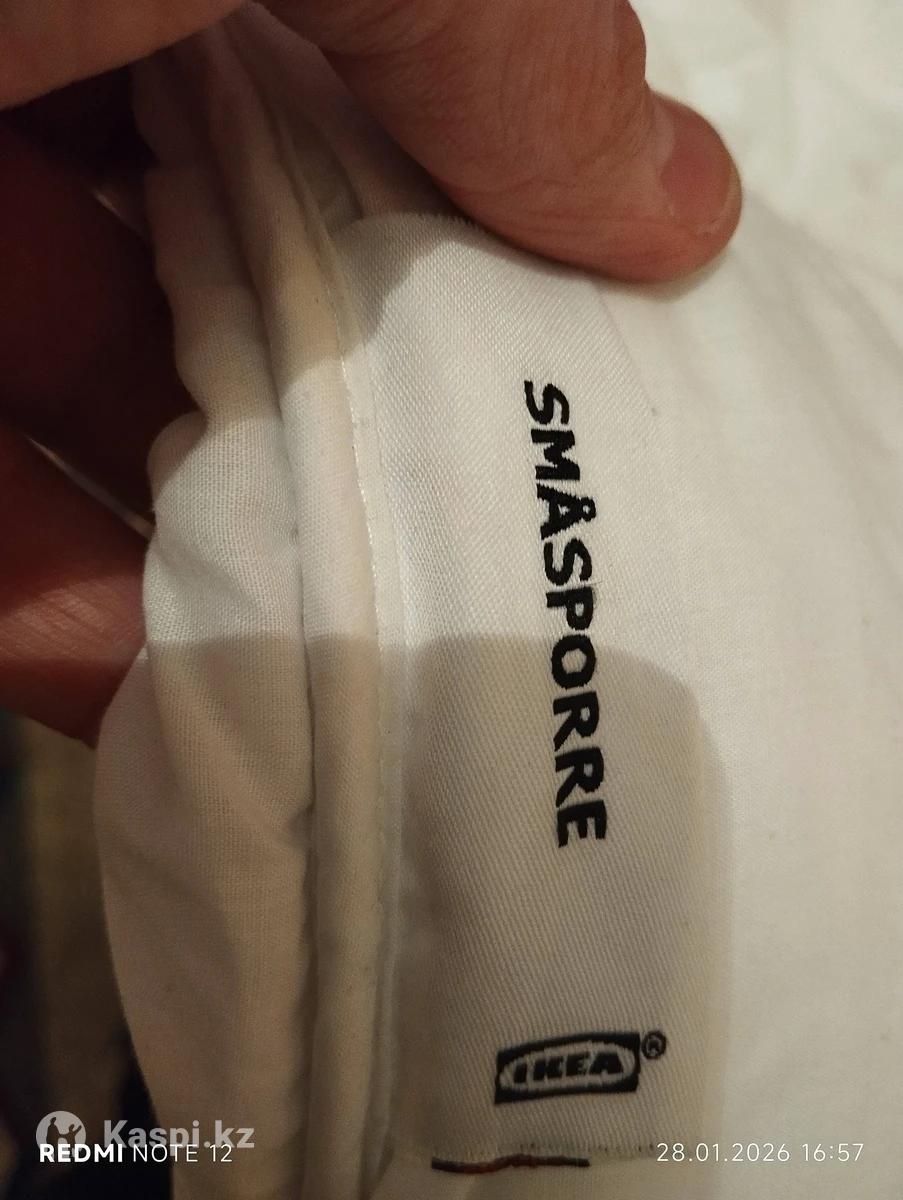 SMÅSPORRE
IKEA®
Kaspi.kz
REDMI NOTE 12
28.01.2026 16:57